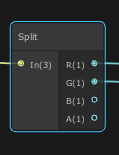 Split
In(3) R(1)
G(1)
B(1)
A(1)